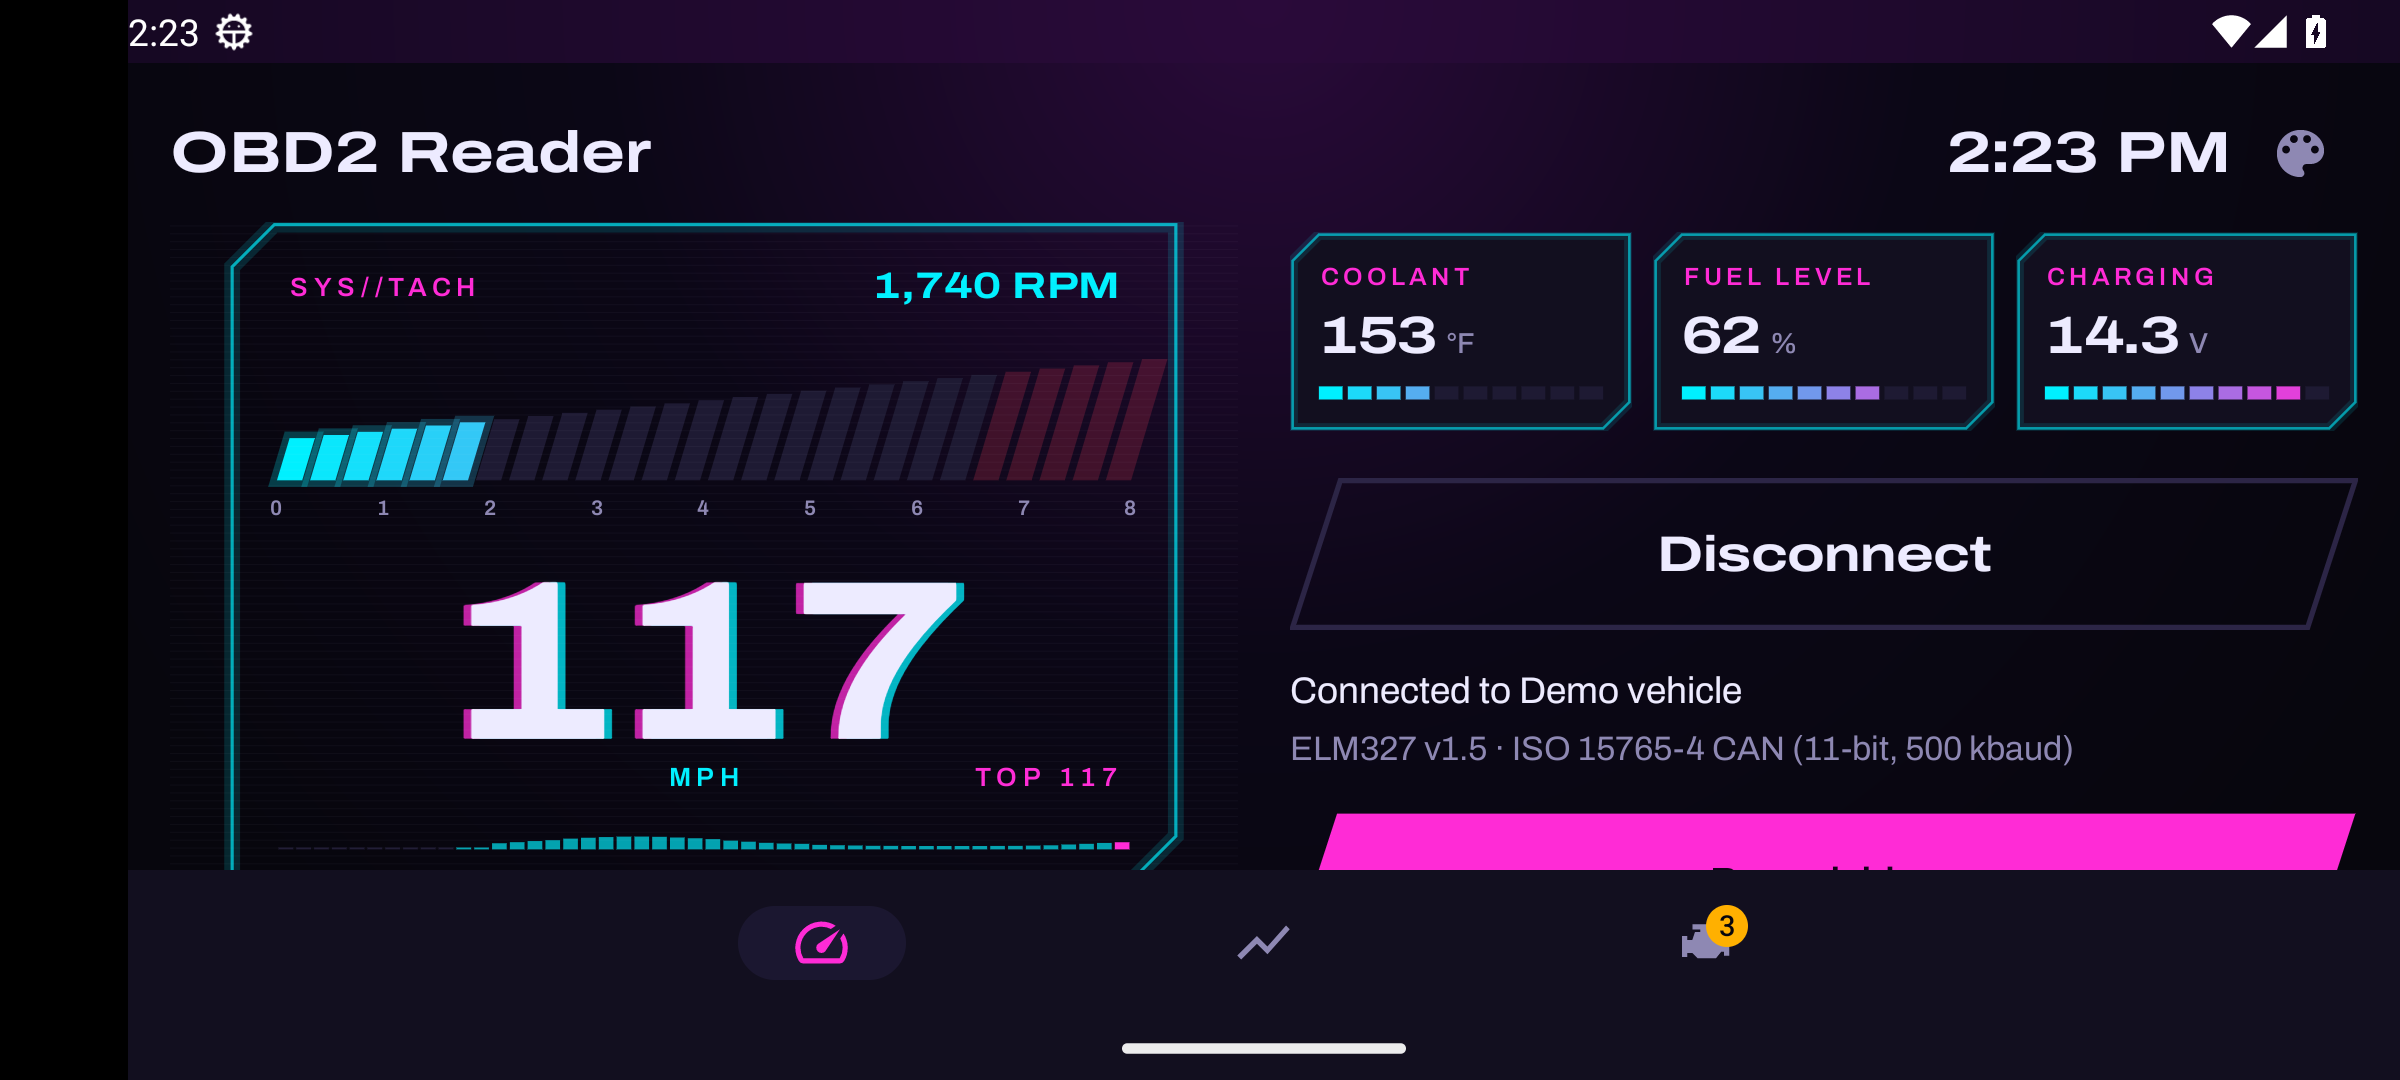 2:23
OBD2 Reader
2:23 PM
SYS//TACH
1,740 RPM
0 1 2 3 4 5 6 7 8
117
MPH
TOP 117
COOLANT
153 °F
FUEL LEVEL
62 %
CHARGING
14.3 V
Disconnect
Connected to Demo vehicle
ELM327 v1.5 · ISO 15765-4 CAN (11-bit, 500 kbaud)
3